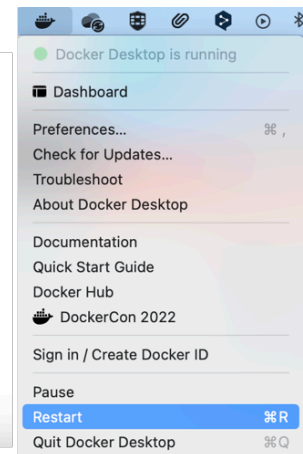 Docker Desktop is running
Dashboard
Preferences... ⌘ ,
Check for Updates...
Troubleshoot
About Docker Desktop
Documentation
Quick Start Guide
Docker Hub
DockerCon 2022
Sign in / Create Docker ID
Pause
Restart ⌘R
Quit Docker Desktop ⌘Q